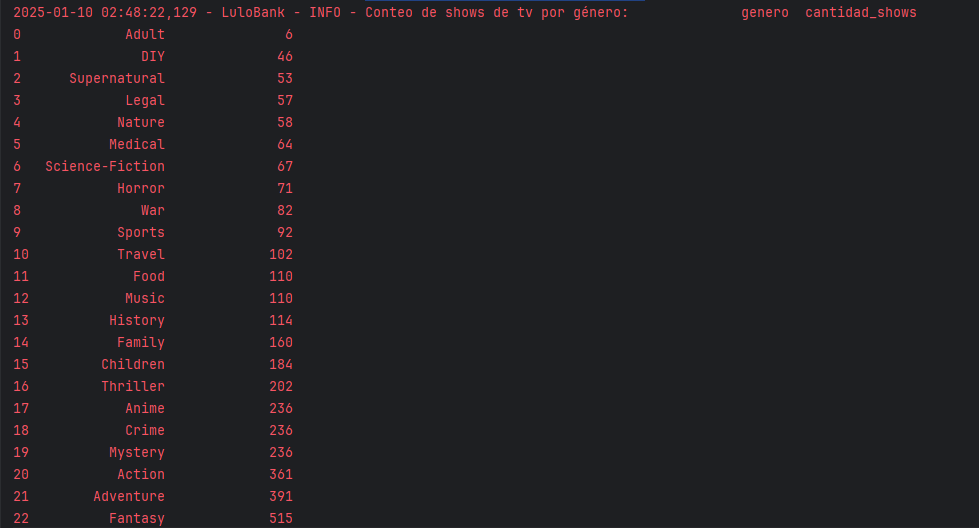 2025-01-10 02:48:22,129 - LuloBank - INFO - Conteo de shows de tv por género:              genero  cantidad_shows
0             Adult               6
1               DIY              46
2      Supernatural              53
3             Legal              57
4            Nature              58
5           Medical              64
6   Science-Fiction              67
7            Horror              71
8               War              82
9            Sports              92
10           Travel             102
11             Food             110
12            Music             110
13          History             114
14           Family             160
15         Children             184
16         Thriller             202
17            Anime             236
18            Crime             236
19          Mystery             236
20           Action             361
21        Adventure             391
22          Fantasy             515